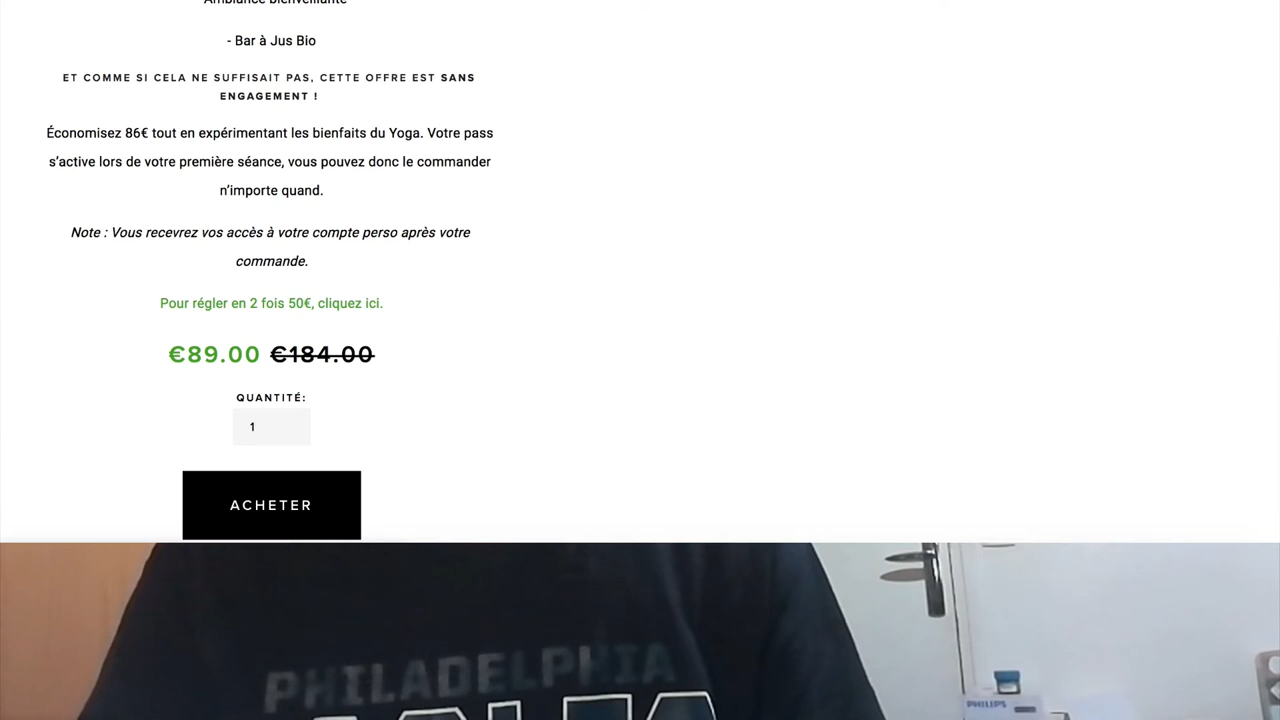 - Bar à Jus Bio
ET COMME SI CELA NE SUFFISAIT PAS, CETTE OFFRE EST SANS
ENGAGEMENT !
Économisez 86€ tout en expérimentant les bienfaits du Yoga. Votre pass
s’active lors de votre première séance, vous pouvez donc le commander
n’importe quand.
Note : Vous recevrez vos accès à votre compte perso après votre
commande.
Pour régler en 2 fois 50€, cliquez ici.
€89.00 €184.00
QUANTITÉ:
1
ACHETER
PHILADELPHIA
PHILIPS